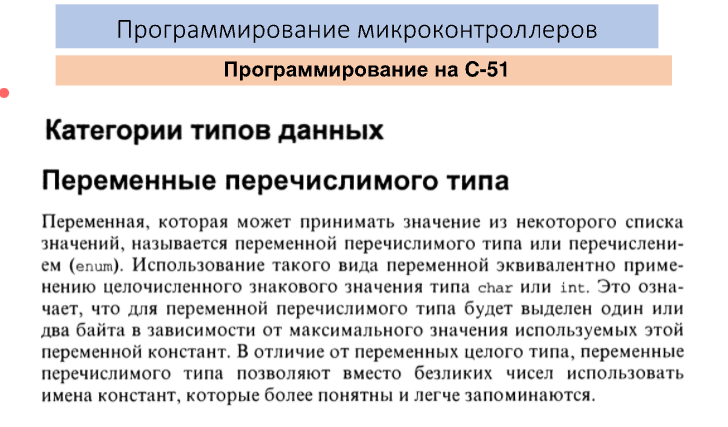 Программирование микроконтроллеров
Программирование на С-51
Категории типов данных
Переменные перечислимого типа
Переменная, которая может принимать значение из некоторого списка
значений, называется переменной перечислимого типа или перечислени-
ем (enum). Использование такого вида переменной эквивалентно приме-
нению целочисленного знакового значения типа char или int. Это озна-
чает, что для переменной перечислимого типа будет выделен один или
два байта в зависимости от максимального значения используемых этой
переменной констант. В отличие от переменных целого типа, переменные
перечислимого типа позволяют вместо безликих чисел использовать
имена констант, которые более понятны и легче запоминаются.